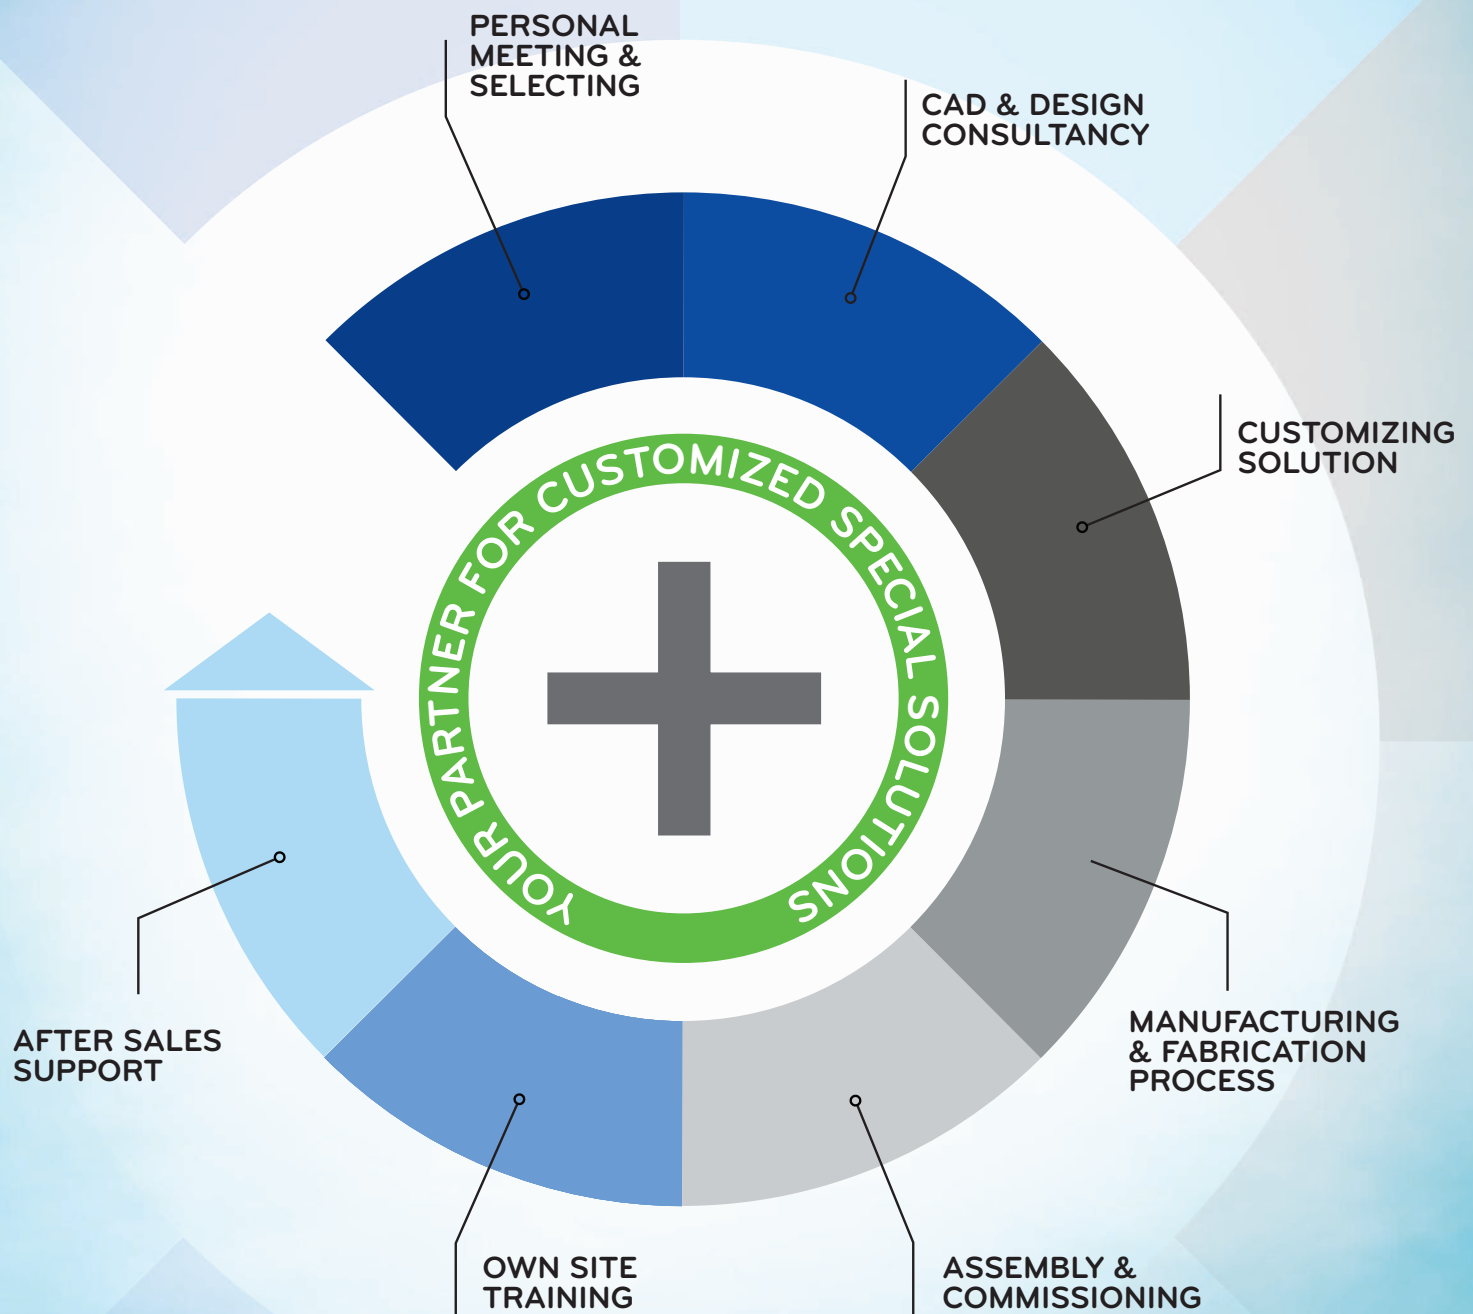 PERSONAL
MEETING &
SELECTING
CAD & DESIGN
CONSULTANCY
CUSTOMIZING
SOLUTION
MANUFACTURING
& FABRICATION
PROCESS
ASSEMBLY &
COMMISSIONING
OWN SITE
TRAINING
AFTER SALES
SUPPORT
YOUR PARTNER FOR CUSTOMIZED SPECIAL SOLUTIONS